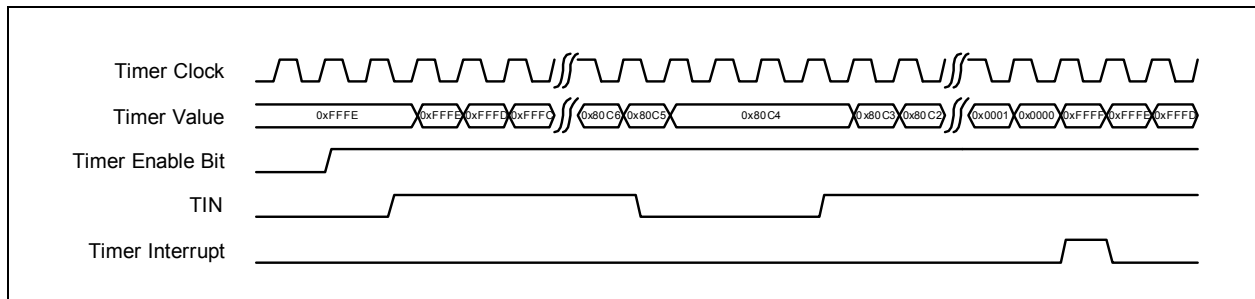 Timer Clock
Timer Value 0xFFFE 0xFFFE 0xFFFD 0xFFFC 0x80C6 0x80C5 0x80C4 0x80C3 0x80C2 0x0001 0x0000 0xFFFF 0xFFFE 0xFFFD
Timer Enable Bit
TIN
Timer Interrupt